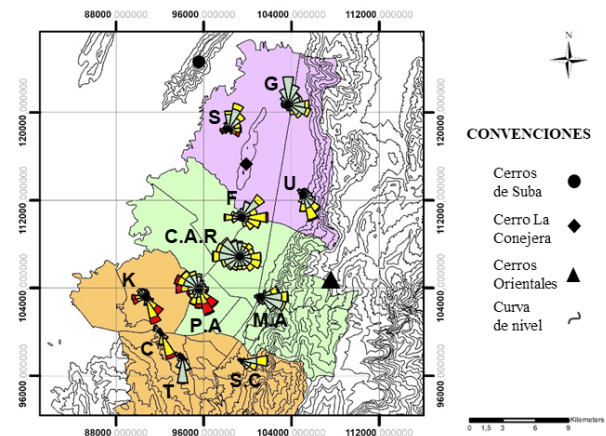 88000.000000 96000.000000 104000.000000 112000.000000
N
G
S
120000.000000
120000.000000
CONVENCIONES
U
Cerros
de Suba
F
112000.000000
112000.000000
Cerro La
Conejera
C.A.R
Cerros
Orientales
K
104000.000000
104000.000000
Curva
de nivel
P.A
M.A
C
T
S.C
96000.000000
96000.000000
Kilometers
0 1,5 3 6 9
88000.000000 96000.000000 104000.000000 112000.000000